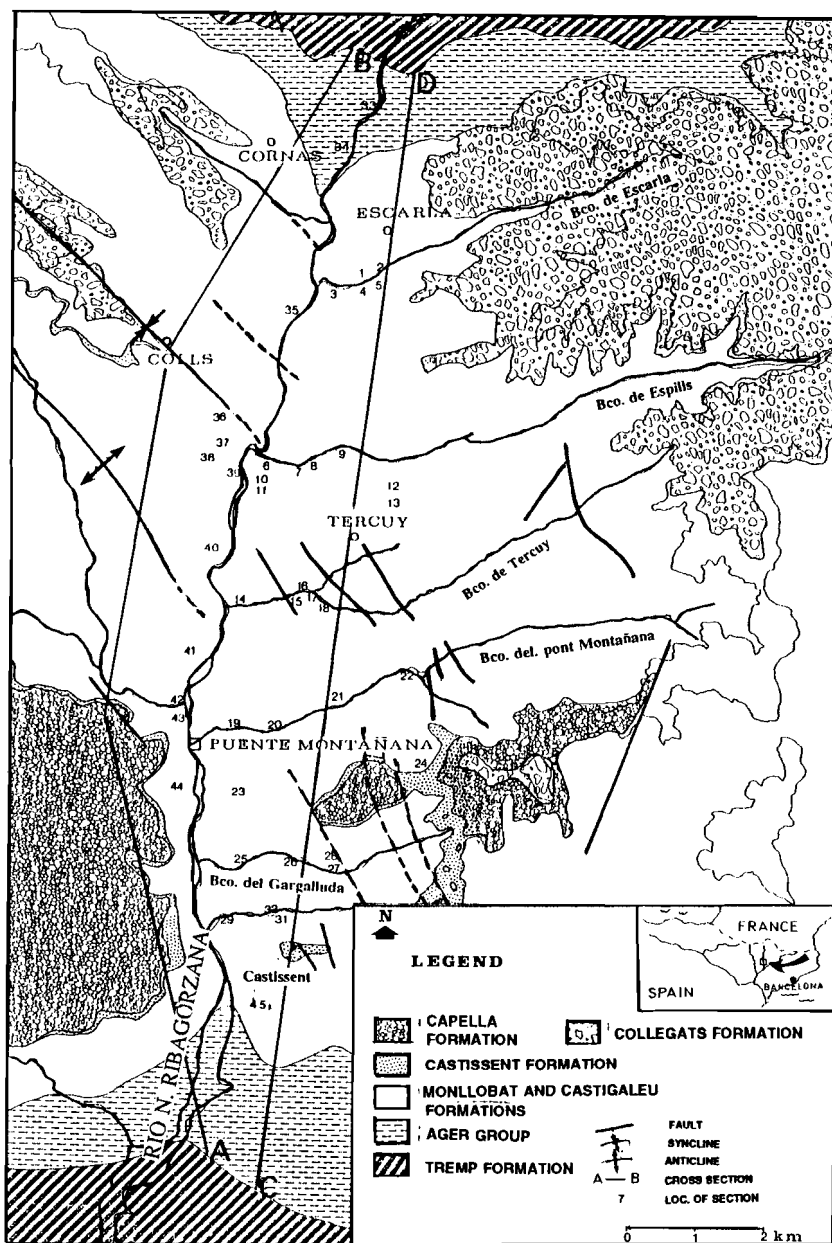 B
D
33
34
CORNAS
ESCARLA
Bco. de Escarla
1 2
3 4 5
35
COLLS
Bco. de Espills
36
37
38
9
6 7 8
39 10
11
12
13
TERCUY
40
Bco. de Tercuy
16
14 15 17
18
41
Bco. del. pont Montañana
22
42
21
43
19 20
PUENTE MONTAÑANA
24
44 23
25 26
27
Bco. del Gargalluda
29
31
Castissent
45
RIO N. RIBAGORZANA
A
C
N
LEGEND
FRANCE
SPAIN
BARCELONA
CAPELLA FORMATION
COLLEGATS FORMATION
CASTISSENT FORMATION
MONLLOBAT AND CASTIGALEU FORMATIONS
AGER GROUP
TREMP FORMATION
FAULT
SYNCLINE
ANTICLINE
A — B CROSS SECTION
7 LOC. OF SECTION
0 1 2 km